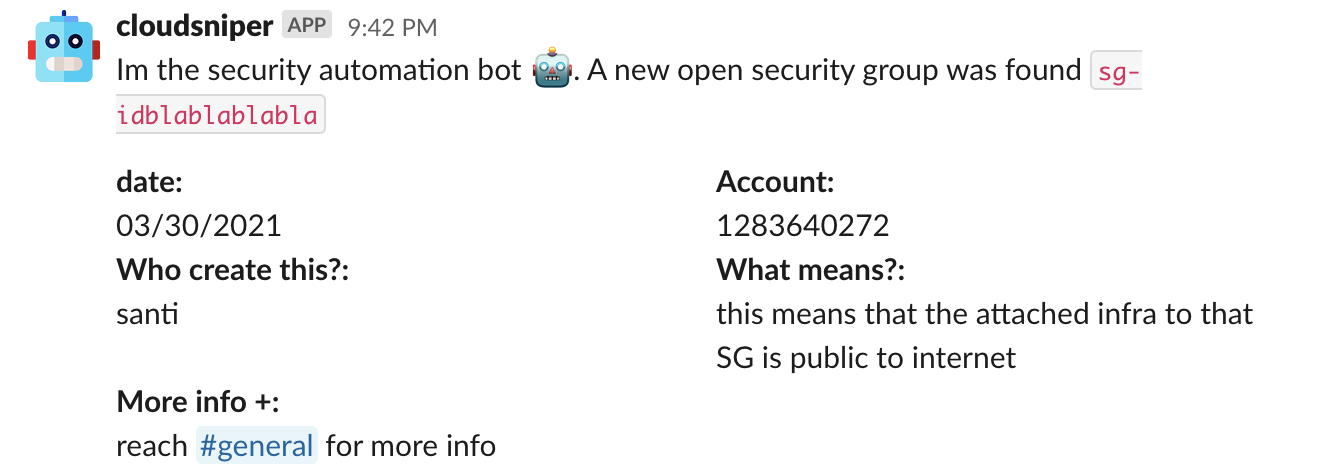 cloudsniper APP 9:42 PM
Im the security automation bot 🤖. A new open security group was found sg-
idblablablabla
date:
03/30/2021
Account:
1283640272
Who create this?:
santi
What means?:
this means that the attached infra to that
SG is public to internet
More info +:
reach #general for more info